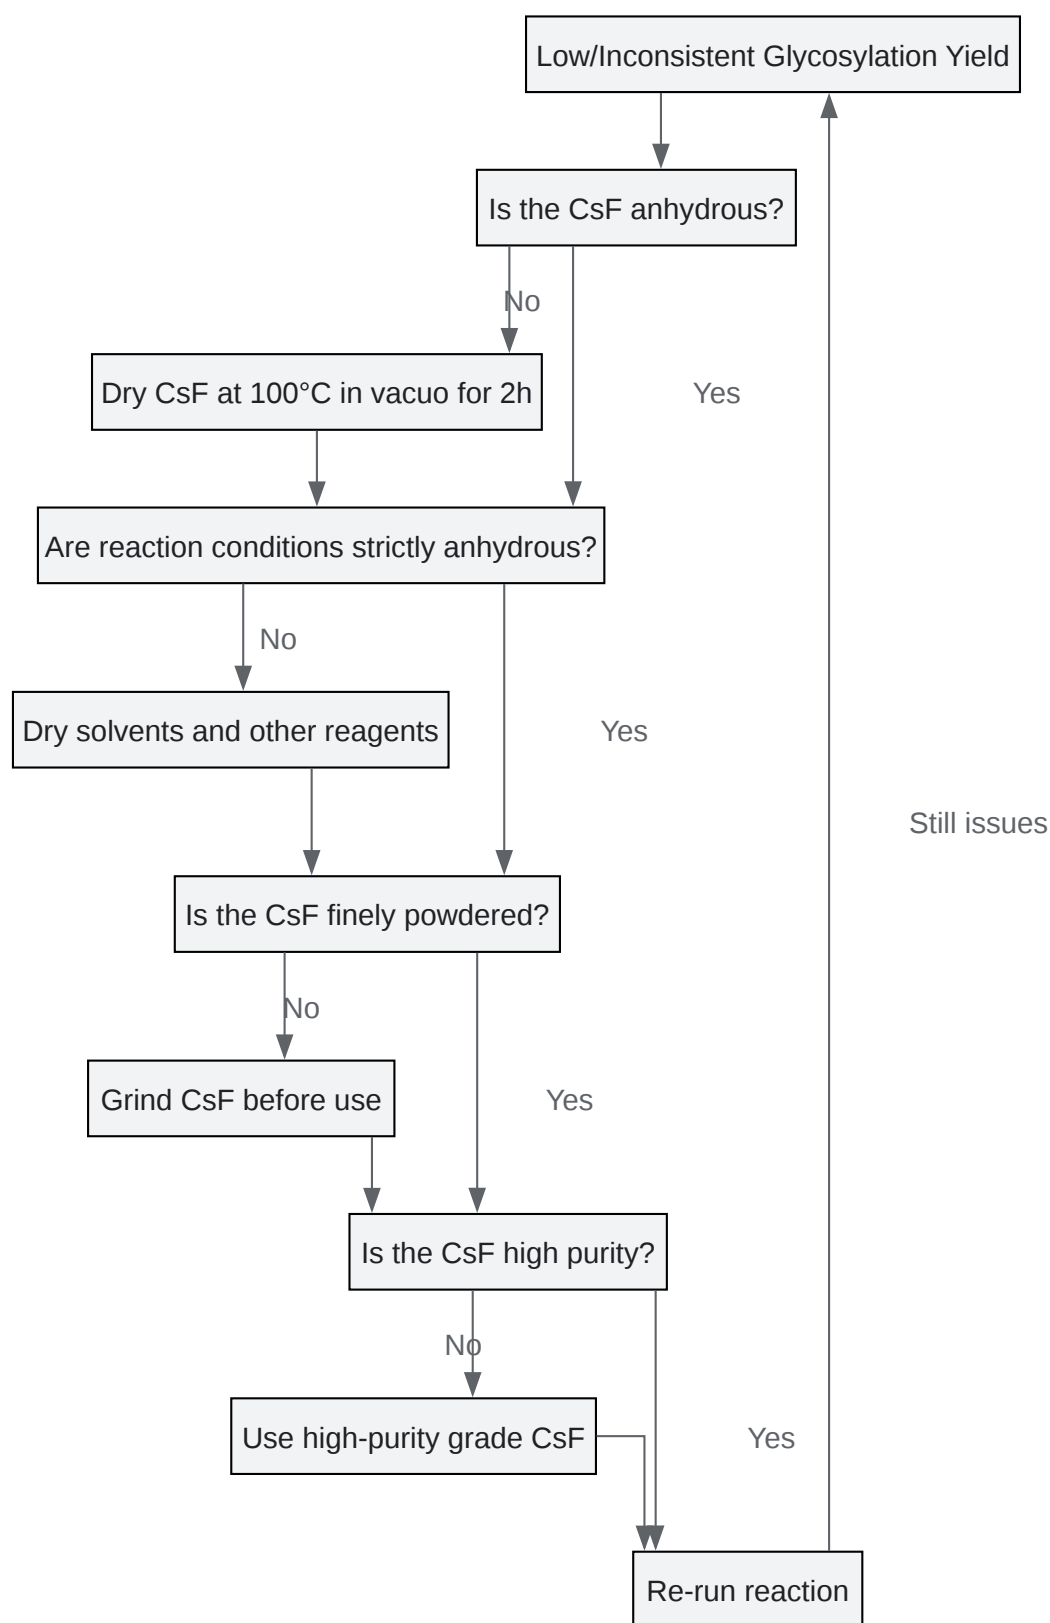 Low/Inconsistent Glycosylation Yield
Is the CsF anhydrous?
No
Dry CsF at 100°C in vacuo for 2h
Yes
Are reaction conditions strictly anhydrous?
No
Dry solvents and other reagents
Yes
Still issues
Is the CsF finely powdered?
No
Grind CsF before use
Yes
Is the CsF high purity?
No
Use high-purity grade CsF
Yes
Re-run reaction